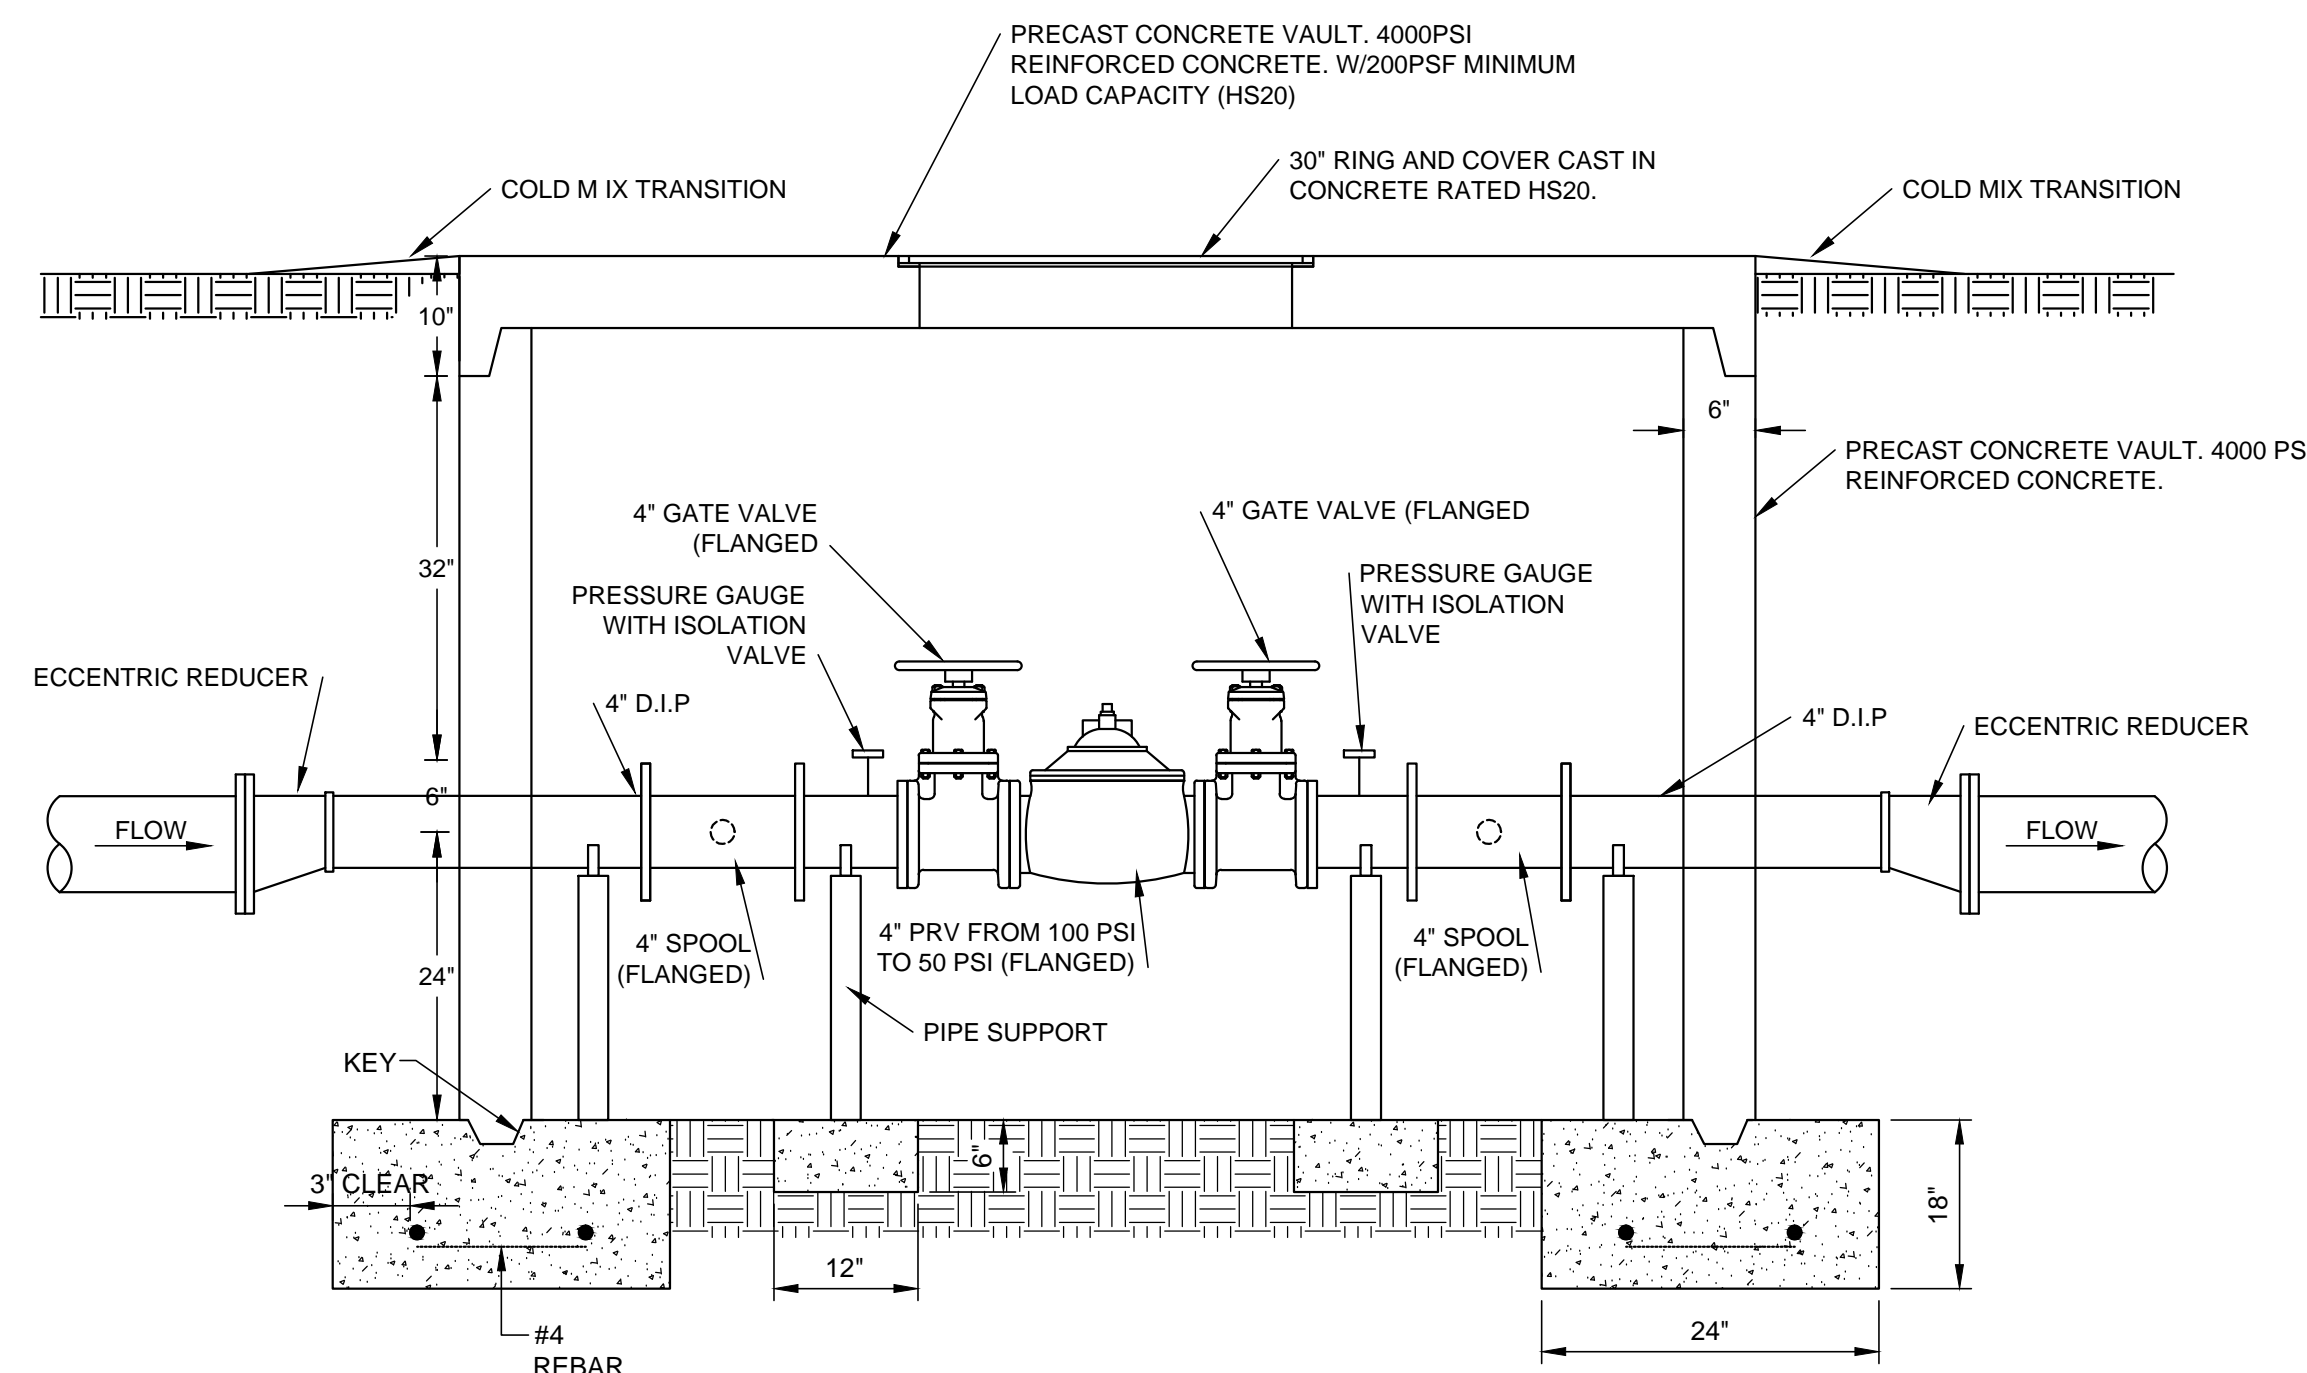 PRECAST CONCRETE VAULT. 4000PSI
REINFORCED CONCRETE. W/200PSF MINIMUM
LOAD CAPACITY (HS20)
30" RING AND COVER CAST IN
CONCRETE RATED HS20.
COLD M IX TRANSITION
COLD MIX TRANSITION
10"
6"
PRECAST CONCRETE VAULT. 4000 PS
REINFORCED CONCRETE.
4" GATE VALVE
(FLANGED
4" GATE VALVE (FLANGED
32"
PRESSURE GAUGE
WITH ISOLATION
VALVE
PRESSURE GAUGE
WITH ISOLATION
VALVE
ECCENTRIC REDUCER
4" D.I.P
4" D.I.P
ECCENTRIC REDUCER
6"
FLOW
FLOW
4" SPOOL
(FLANGED)
4" PRV FROM 100 PSI
TO 50 PSI (FLANGED)
4" SPOOL
(FLANGED)
24"
PIPE SUPPORT
KEY
6"
3" CLEAR
18"
12"
#4
REBAR
24"